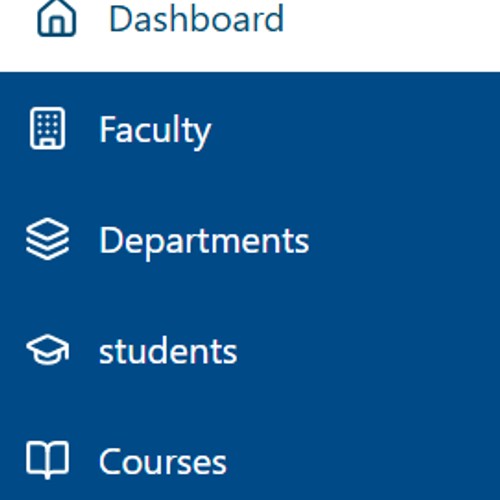 Dashboard
Faculty
Departments
students
Courses